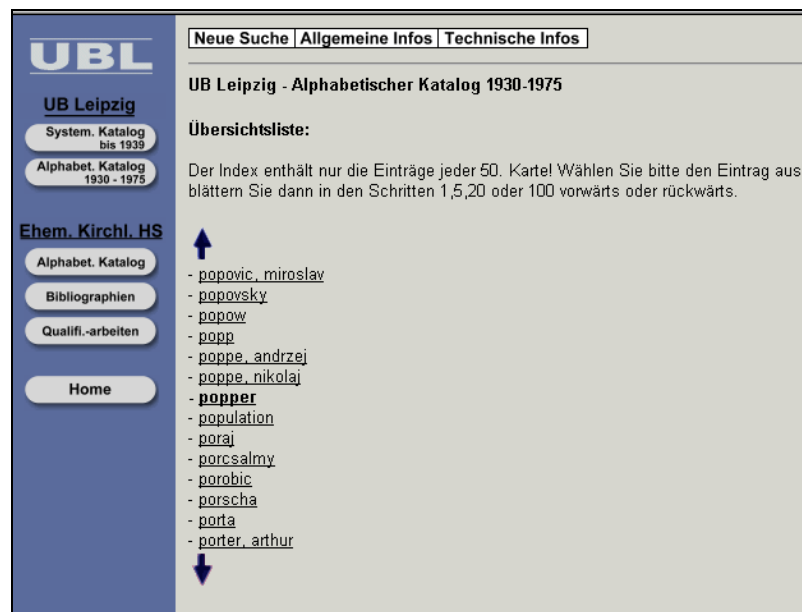 UBL
UB Leipzig
System. Katalog
bis 1939
Alphabet. Katalog
1930 - 1975
Ehem. Kirchl. HS
Alphabet. Katalog
Bibliographien
Qualifi.-arbeiten
Home
Neue Suche Allgemeine Infos Technische Infos
UB Leipzig - Alphabetischer Katalog 1930-1975
Übersichtsliste:
Der Index enthält nur die Einträge jeder 50. Karte! Wählen Sie bitte den Eintrag aus
blättern Sie dann in den Schritten 1,5,20 oder 100 vorwärts oder rückwärts.
- popovic, miroslav
- popovsky
- popow
- popp
- poppe, andrzej
- poppe, nikolaj
- popper
- population
- poraj
- porcsalmy
- porobic
- porscha
- porta
- porter, arthur